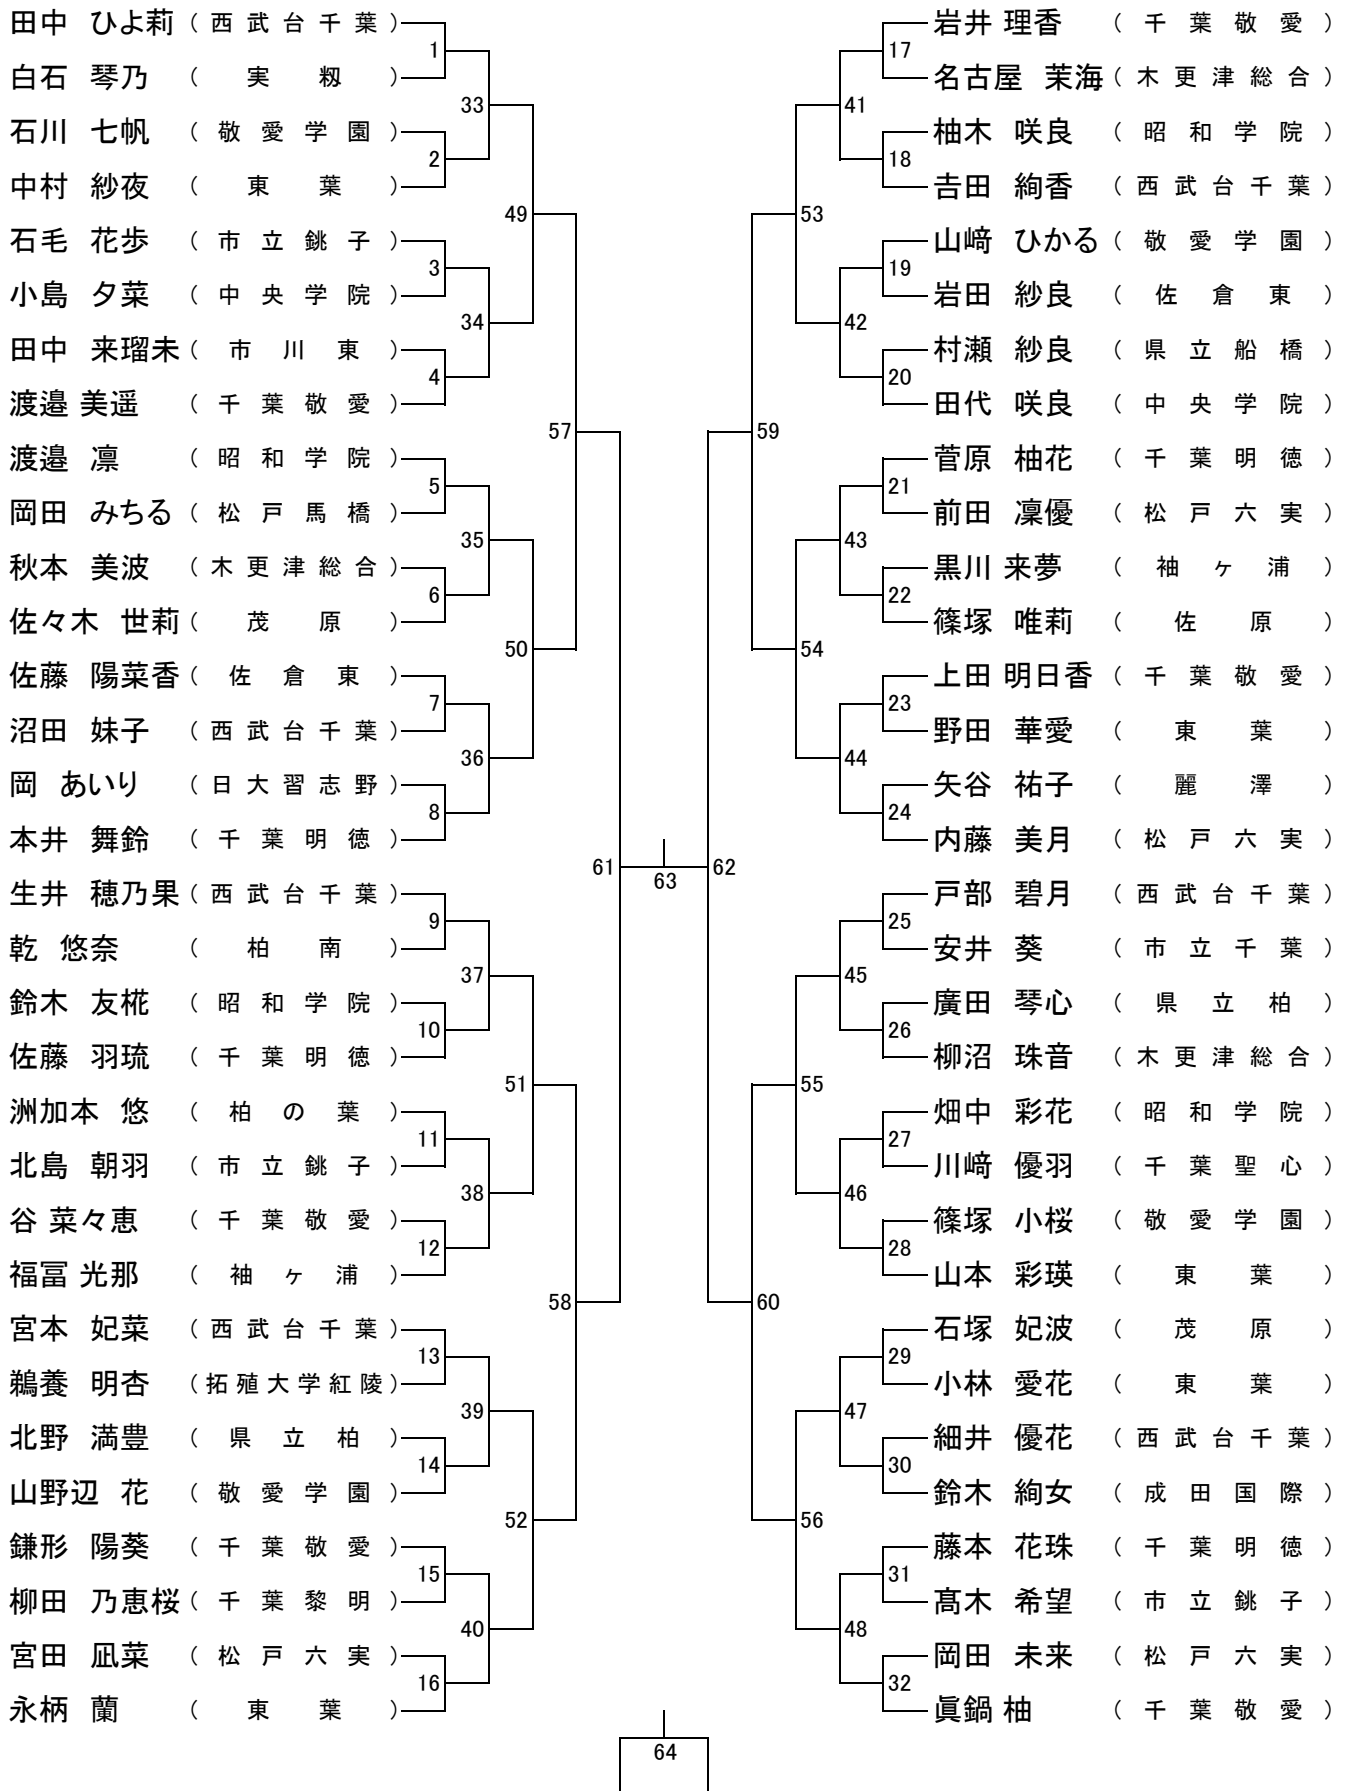 田中 ひよ莉 (西武台千葉)
1
白石 琴乃 (実籾)
33
石川 七帆 (敬愛学園)
2
中村 紗夜 (東葉)
49
石毛 花歩 (市立銚子)
3
小島 夕菜 (中央学院)
34
田中 来瑠未 (市川東)
4
渡邉 美遥 (千葉敬愛)
57
渡邉 凛 (昭和学院)
5
岡田 みちる (松戸馬橋)
35
秋本 美波 (木更津総合)
6
佐々木 世莉 (茂原)
50
佐藤 陽菜香 (佐倉東)
7
沼田 妹子 (西武台千葉)
36
岡 あいり (日大習志野)
8
本井 舞鈴 (千葉明徳)
61
生井 穂乃果 (西武台千葉)
9
乾 悠奈 (柏南)
37
鈴木 友椛 (昭和学院)
10
佐藤 羽琉 (千葉明徳)
51
洲加本 悠 (柏の葉)
11
北島 朝羽 (市立銚子)
38
谷 菜々恵 (千葉敬愛)
12
福冨 光那 (袖ヶ浦)
58
宮本 妃菜 (西武台千葉)
13
鵜養 明杏 (拓殖大学紅陵)
39
北野 満豊 (県立柏)
14
山野辺 花 (敬愛学園)
52
鎌形 陽葵 (千葉敬愛)
15
柳田 乃恵桜 (千葉黎明)
40
宮田 凪菜 (松戸六実)
16
永柄 蘭 (東葉)
63
64
岩井 理香 (千葉敬愛)
17
名古屋 茉海 (木更津総合)
41
柚木 咲良 (昭和学院)
18
𠮷田 絢香 (西武台千葉)
53
山﨑 ひかる (敬愛学園)
19
岩田 紗良 (佐倉東)
42
村瀬 紗良 (県立船橋)
20
田代 咲良 (中央学院)
59
菅原 柚花 (千葉明徳)
21
前田 凜優 (松戸六実)
43
黒川 来夢 (袖ヶ浦)
22
篠塚 唯莉 (佐原)
54
上田 明日香 (千葉敬愛)
23
野田 華愛 (東葉)
44
矢谷 祐子 (麗澤)
24
内藤 美月 (松戸六実)
62
戸部 碧月 (西武台千葉)
25
安井 葵 (市立千葉)
45
廣田 琴心 (県立柏)
26
柳沼 珠音 (木更津総合)
55
畑中 彩花 (昭和学院)
27
川﨑 優羽 (千葉聖心)
46
篠塚 小桜 (敬愛学園)
28
山本 彩瑛 (東葉)
60
石塚 妃波 (茂原)
29
小林 愛花 (東葉)
47
細井 優花 (西武台千葉)
30
鈴木 絢女 (成田国際)
56
藤本 花珠 (千葉明徳)
31
髙木 希望 (市立銚子)
48
岡田 未来 (松戸六実)
32
眞鍋 柚 (千葉敬愛)